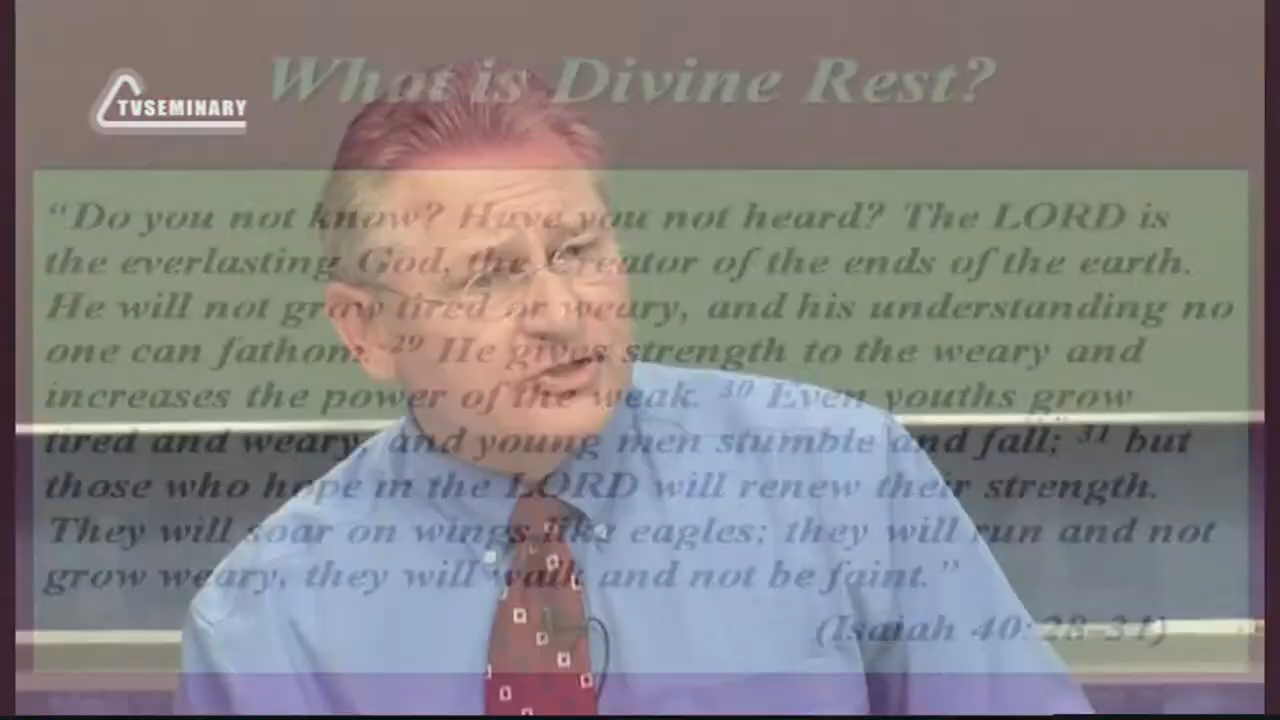 What is Divine Rest?
TVSEMINARY
“Do you not know? Have you not heard? The LORD is
the everlasting God, the Creator of the ends of the earth.
He will not grow tired or weary, and his understanding no
one can fathom. 29 He gives strength to the weary and
increases the power of the weak. 30 Even youths grow
tired and weary, and young men stumble and fall; 31 but
those who hope in the LORD will renew their strength.
They will soar on wings like eagles; they will run and not
grow weary, they will walk and not be faint.”
(Isaiah 40:28-31)